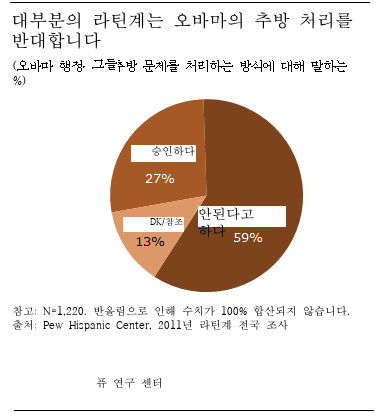 대부분의 라틴계는 오바마의 추방 처리를
반대합니다
(오바마 행정 그들추방 문제를 처리하는 방식에 대해 말하는
%)
승인하다
27%
DK/참조
13%
안된다고
하다
59%
참고: N=1,220. 반올림으로 인해 수치가 100% 합산되지 않습니다.
출처: Pew Hispanic Center, 2011년 라틴계 전국 조사
퓨 연구 센터